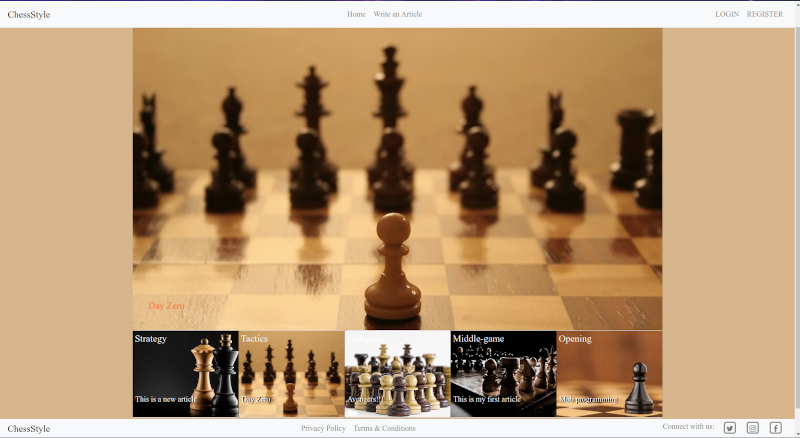 ChessStyle
Home Write an Article
LOGIN REGISTER
Day Zero
Strategy
This is a new article
Tactics
Day Zero
Avengers!!
Middle-game
This is my first article
Opening
Mob programming
ChessStyle
Privacy Policy Terms & Conditions
Connect with us: